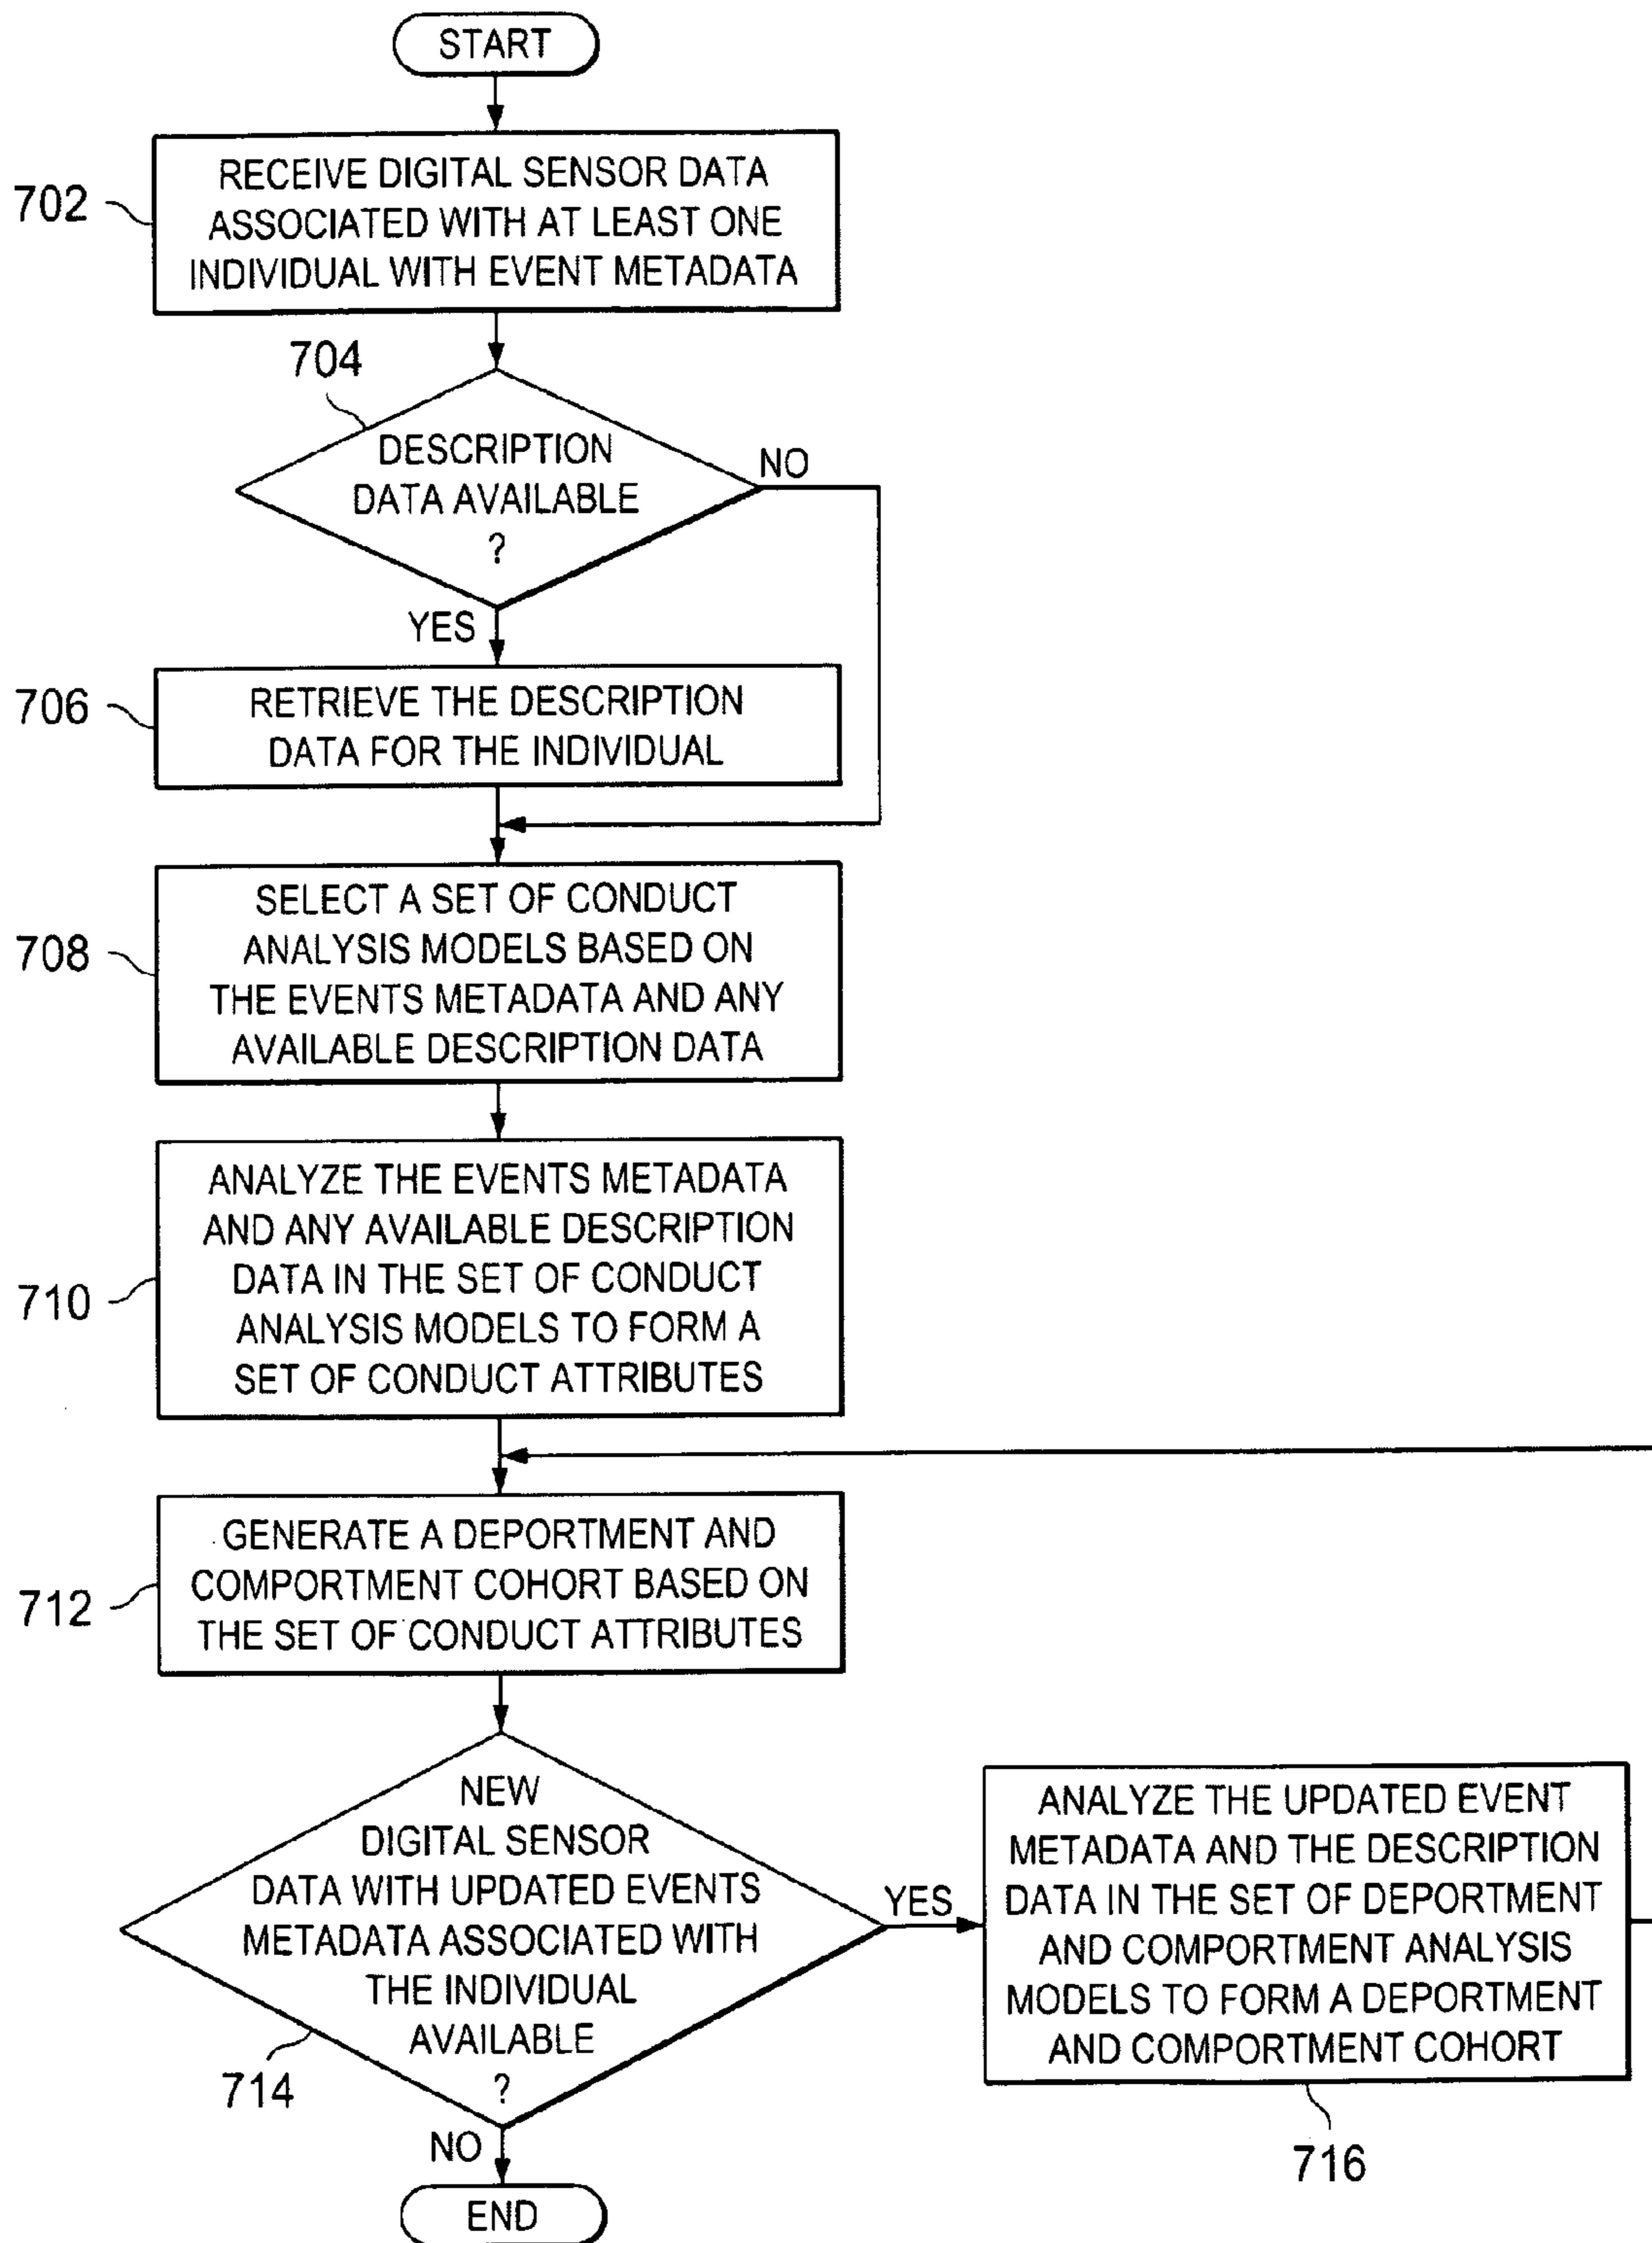 START
702
RECEIVE DIGITAL SENSOR DATA
ASSOCIATED WITH AT LEAST ONE
INDIVIDUAL WITH EVENT METADATA
704
DESCRIPTION
DATA AVAILABLE
?
NO
YES
706
RETRIEVE THE DESCRIPTION
DATA FOR THE INDIVIDUAL
708
SELECT A SET OF CONDUCT
ANALYSIS MODELS BASED ON
THE EVENTS METADATA AND ANY
AVAILABLE DESCRIPTION DATA
710
ANALYZE THE EVENTS METADATA
AND ANY AVAILABLE DESCRIPTION
DATA IN THE SET OF CONDUCT
ANALYSIS MODELS TO FORM A
SET OF CONDUCT ATTRIBUTES
712
GENERATE A DEPORTMENT AND
COMPORTMENT COHORT BASED ON
THE SET OF CONDUCT ATTRIBUTES
NEW
DIGITAL SENSOR
DATA WITH UPDATED EVENTS
METADATA ASSOCIATED WITH
THE INDIVIDUAL
AVAILABLE
?
714
YES
ANALYZE THE UPDATED EVENT
METADATA AND THE DESCRIPTION
DATA IN THE SET OF DEPORTMENT
AND COMPORTMENT ANALYSIS
MODELS TO FORM A DEPORTMENT
AND COMPORTMENT COHORT
716
NO
END